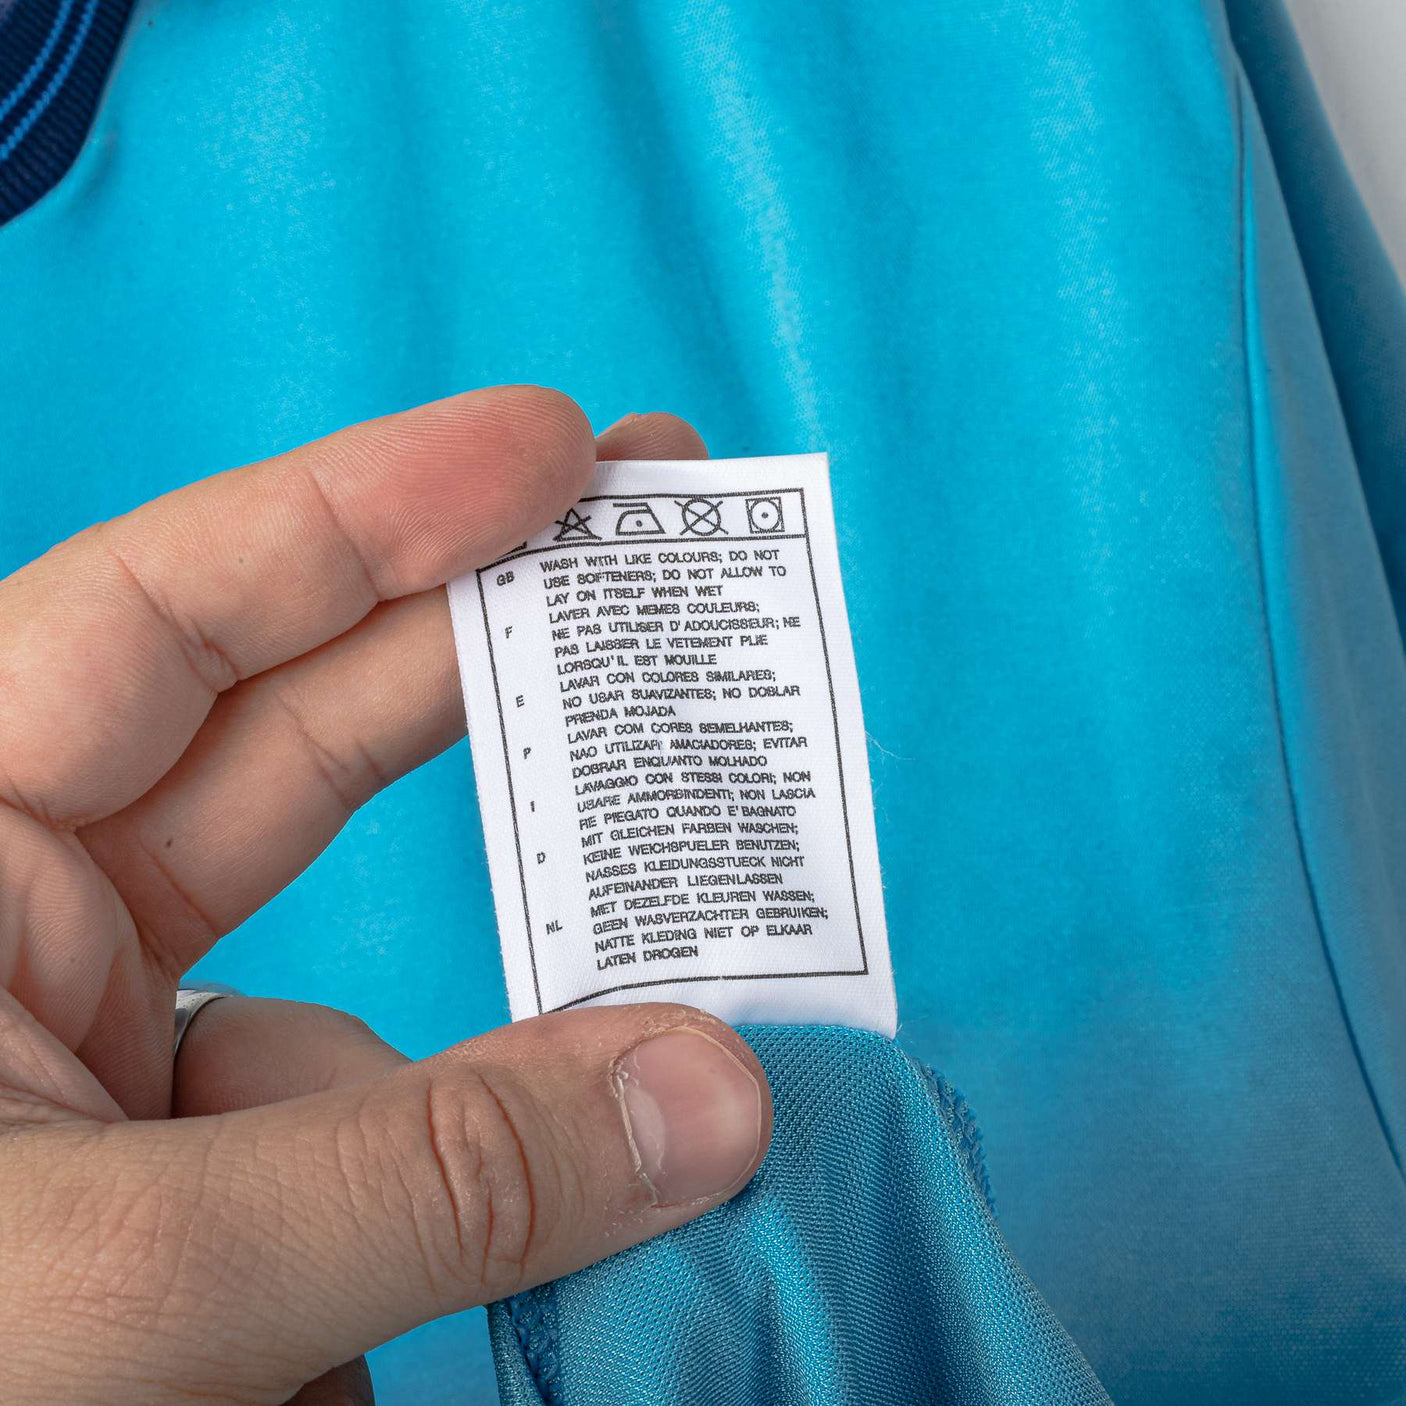 GB WASH WITH LIKE COLOURS; DO NOT
USE SOFTENERS; DO NOT ALLOW TO
LAY ON ITSELF WHEN WET
F LAVER AVEC MEMES COULEURS;
NE PAS UTILISER D'ADOUCISSEUR; NE
PAS LAISSER LE VETEMENT PLIE
LORSQU'IL EST MOUILLE
E LAVAR CON COLORES SIMILARES;
NO USAR SUAVIZANTES; NO DOBLAR
PRENDA MOJADA
P LAVAR COM CORES SEMELHANTES;
NAO UTILIZAR AMACIADORES; EVITAR
DOBRAR ENQUANTO MOLHADO
I LAVAGGIO CON STESSI COLORI; NON
USARE AMMORBINDENTI; NON LASCIA
RE PIEGATO QUANDO E'BAGNATO
D MIT GLEICHEN FARBEN WASCHEN;
KEINE WEICHSPUELER BENUTZEN;
NASSES KLEIDUNGSSTUECK NICHT
AUFEINANDER LIEGENLASSEN
NL MET DEZELFDE KLEUREN WASSEN;
GEEN WASVERZACHTER GEBRUIKEN;
NATTE KLEDING NIET OP ELKAAR
LATEN DROGEN